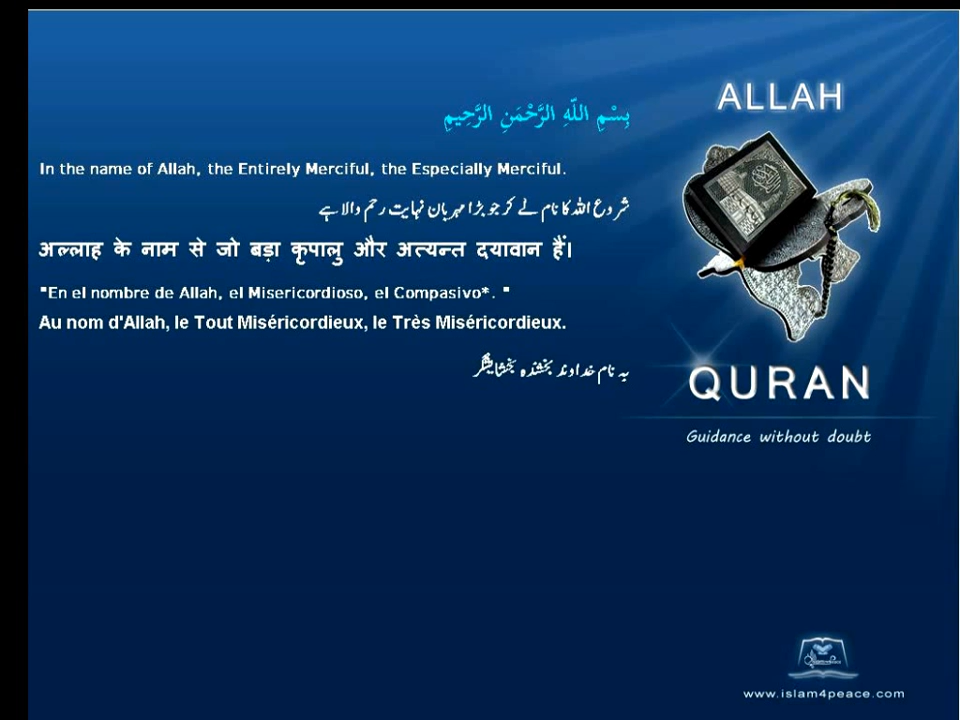 بِسْمِ اللّهِ الرَّحْمَنِ الرَّحِيمِ
In the name of Allah, the Entirely Merciful, the Especially Merciful.
شروع الله کا نام لے کر جو بڑا مہربان نہایت رحم والا ہے
अल्लाह के नाम से जो बड़ा कृपालु और अत्यन्त दयावान हैं।
"En el nombre de Allah, el Misericordioso, el Compasivo*. "
Au nom d'Allah, le Tout Miséricordieux, le Très Miséricordieux.
به نام خداوند بخشنده بخشایشگر
ALLAH
QURAN
Guidance without doubt
www.islam4peace.com